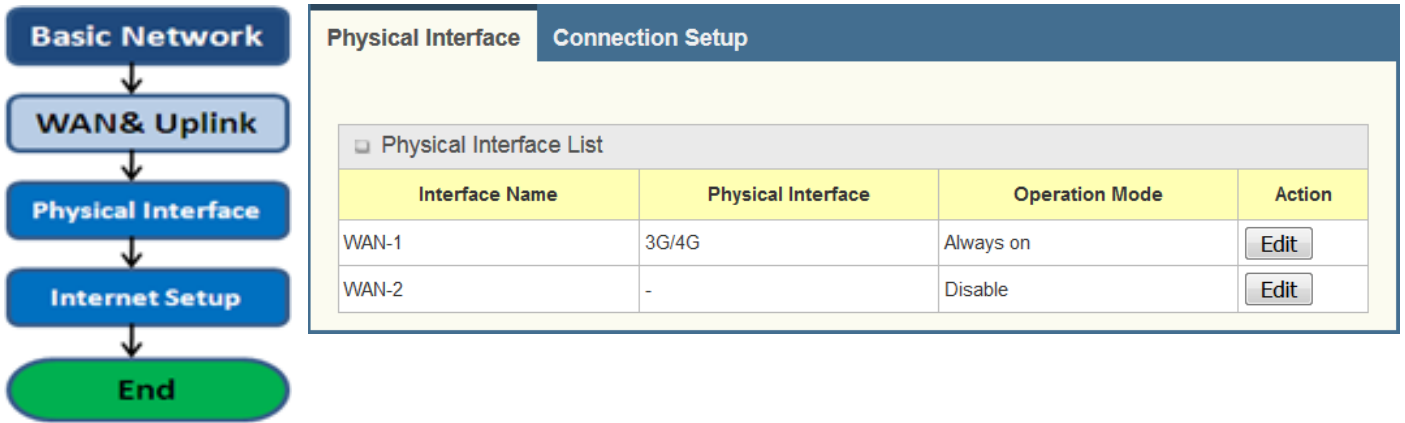 Basic Network
WAN& Uplink
Physical Interface
Internet Setup
End
Physical Interface Connection Setup
Physical Interface List
Interface Name Physical Interface Operation Mode Action
WAN-1 3G/4G Always on Edit
WAN-2 - Disable Edit